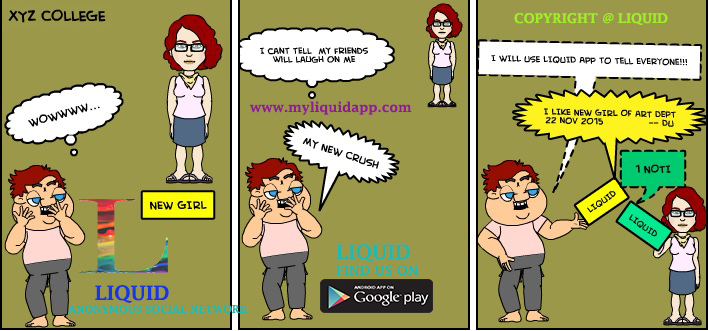 XYZ COLLEGE
WOWWWW...
NEW GIRL
L
LIQUID
ANONYMOUS SOCIAL NETWORK
I CANT TELL MY FRIENDS
WILL LAUGH ON ME
www.myliquidapp.com
MY NEW CRUSH
LIQUID
FIND US ON
ANDROID APP ON
Google play
COPYRIGHT @ LIQUID
I WILL USE LIQUID APP TO TELL EVERYONE!!!
I LIKE NEW GIRL OF ART DEPT
22 NOV 2015 -- DU
1 NOTI
LIQUID
LIQUID